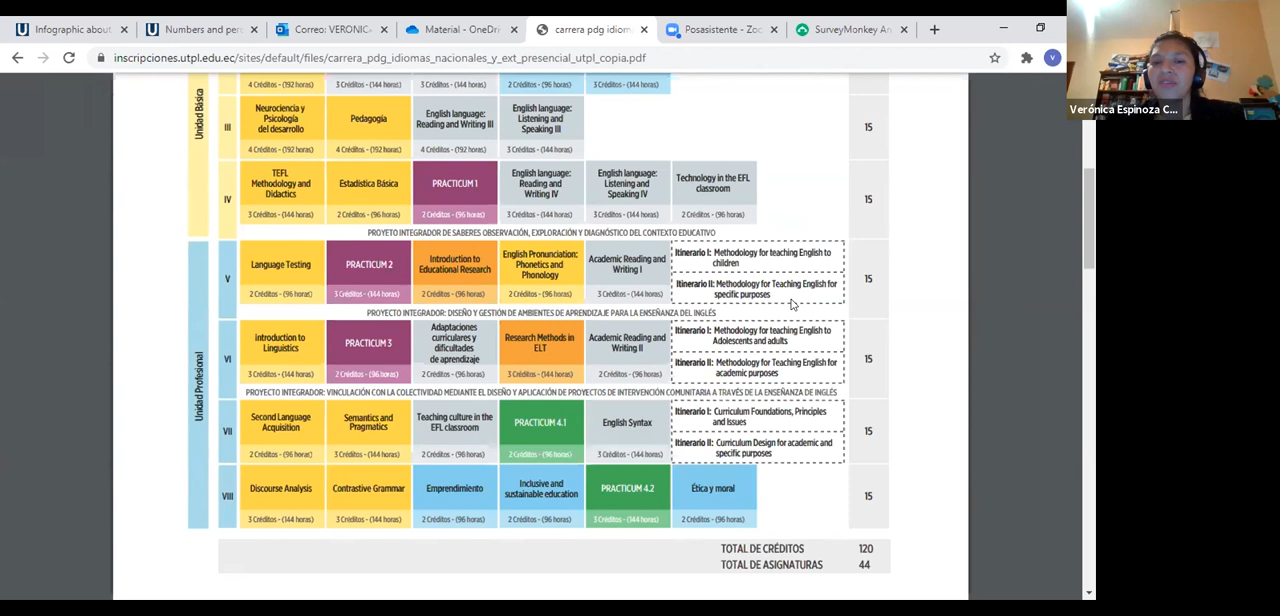 Infographic about
Numbers and per
Correo: VERONICA
Material - OneDri
carrera pdg idiom
Posasistente - Zoo
SurveyMonkey An
inscripciones.utpl.edu.ec/sites/default/files/carrera_pdg_idiomas_nacionales_y_ext_presencial_utpl_copia.pdf
V
Verónica Espinoza C...
Unidad Básica
4 Créditos - (192 horas)
3 Créditos - (144 horas)
3 Créditos - (144 horas)
2 Créditos - (96 horas)
3 Créditos - (144 horas)
III
Neurociencia y
Psicología
del desarrollo
4 Créditos - (192 horas)
Pedagogía
4 Créditos - (192 horas)
English language:
Reading and Writing III
4 Créditos - (192 horas)
English language:
Listening and
Speaking III
3 Créditos - (144 horas)
15
IV
TEFL
Methodology and
Didactics
3 Créditos - (144 horas)
Estadística Básica
2 Créditos - (96 horas)
PRACTICUM 1
2 Créditos - (96 horas)
English language:
Reading and
Writing IV
3 Créditos - (144 horas)
English language:
Listening and
Speaking IV
3 Créditos - (144 horas)
Technology in the EFL
classroom
2 Créditos - (96 horas)
15
PROYETO INTEGRADOR DE SABERES OBSERVACIÓN, EXPLORACIÓN Y DIAGNÓSTICO DEL CONTEXTO EDUCATIVO
Unidad Profesional
V
Language Testing
2 Créditos - (96 horas)
PRACTICUM 2
3 Créditos - (144 horas)
Introduction to
Educational Research
2 Créditos - (96 horas)
English Pronunciation:
Phonetics and
Phonology
2 Créditos - (96 horas)
Academic Reading and
Writing I
3 Créditos - (144 horas)
Itinerario I: Methodology for teaching English to
children
Itinerario II: Methodology for Teaching English for
specific purposes
15
PROYECTO INTEGRADOR: DISEÑO Y GESTIÓN DE AMBIENTES DE APRENDIZAJE PARA LA ENSEÑANZA DEL INGLÉS
VI
Introduction to
Linguistics
3 Créditos - (144 horas)
PRACTICUM 3
2 Créditos - (96 horas)
Adaptaciones
curriculares y
dificultades
de aprendizaje
2 Créditos - (96 horas)
Research Methods in
ELT
3 Créditos - (144 horas)
Academic Reading and
Writing II
2 Créditos - (96 horas)
Itinerario I: Methodology for teaching English to
Adolescents and adults
Itinerario II: Methodology for Teaching English for
academic purposes
15
PROYECTO INTEGRADOR: VINCULACIÓN CON LA COLECTIVIDAD MEDIANTE EL DISEÑO Y APLICACIÓN DE PROYECTOS DE INTERVENCIÓN COMUNITARIA A TRAVÉS DE LA ENSEÑANZA DE INGLÉS
VII
Second Language
Acquisition
2 Créditos - (96 horas)
Semantics and
Pragmatics
3 Créditos - (144 horas)
Teaching culture in the
EFL classroom
2 Créditos - (96 horas)
PRACTICUM 4.1
2 Créditos - (96 horas)
English Syntax
3 Créditos - (144 horas)
Itinerario I: Curriculum Foundations, Principles
and Issues
Itinerario II: Curriculum Design for academic and
specific purposes
15
VIII
Discourse Analysis
3 Créditos - (144 horas)
Contrastive Grammar
3 Créditos - (144 horas)
Emprendimiento
2 Créditos - (96 horas)
Inclusive and
sustainable education
2 Créditos - (96 horas)
PRACTICUM 4.2
3 Créditos - (144 horas)
Ética y moral
2 Créditos - (96 horas)
15
TOTAL DE CRÉDITOS 120
TOTAL DE ASIGNATURAS 44